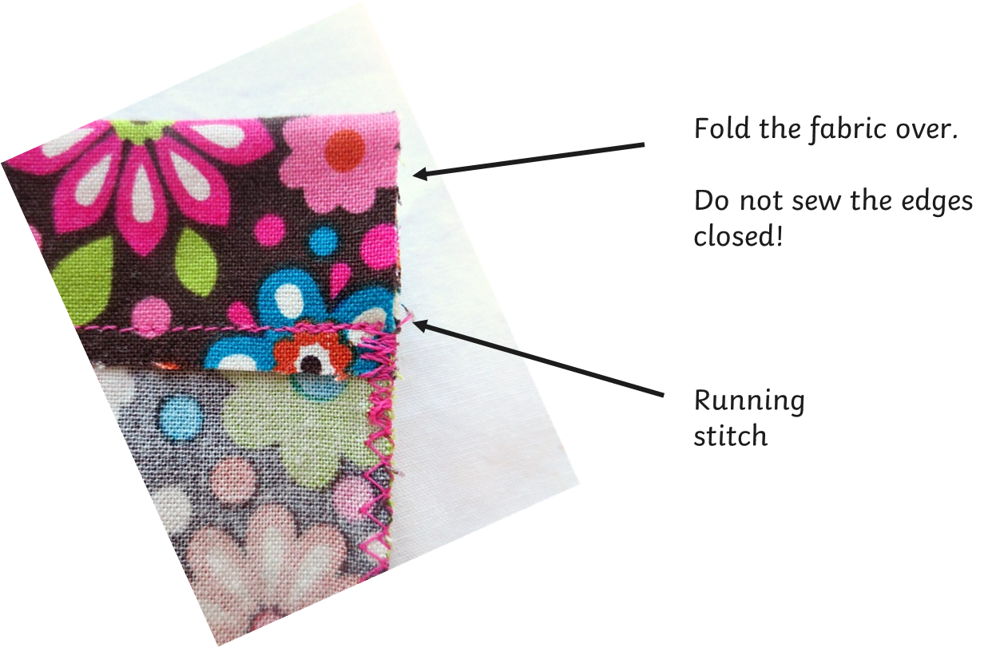 Fold the fabric over.
Do not sew the edges
closed!
Running
stitch